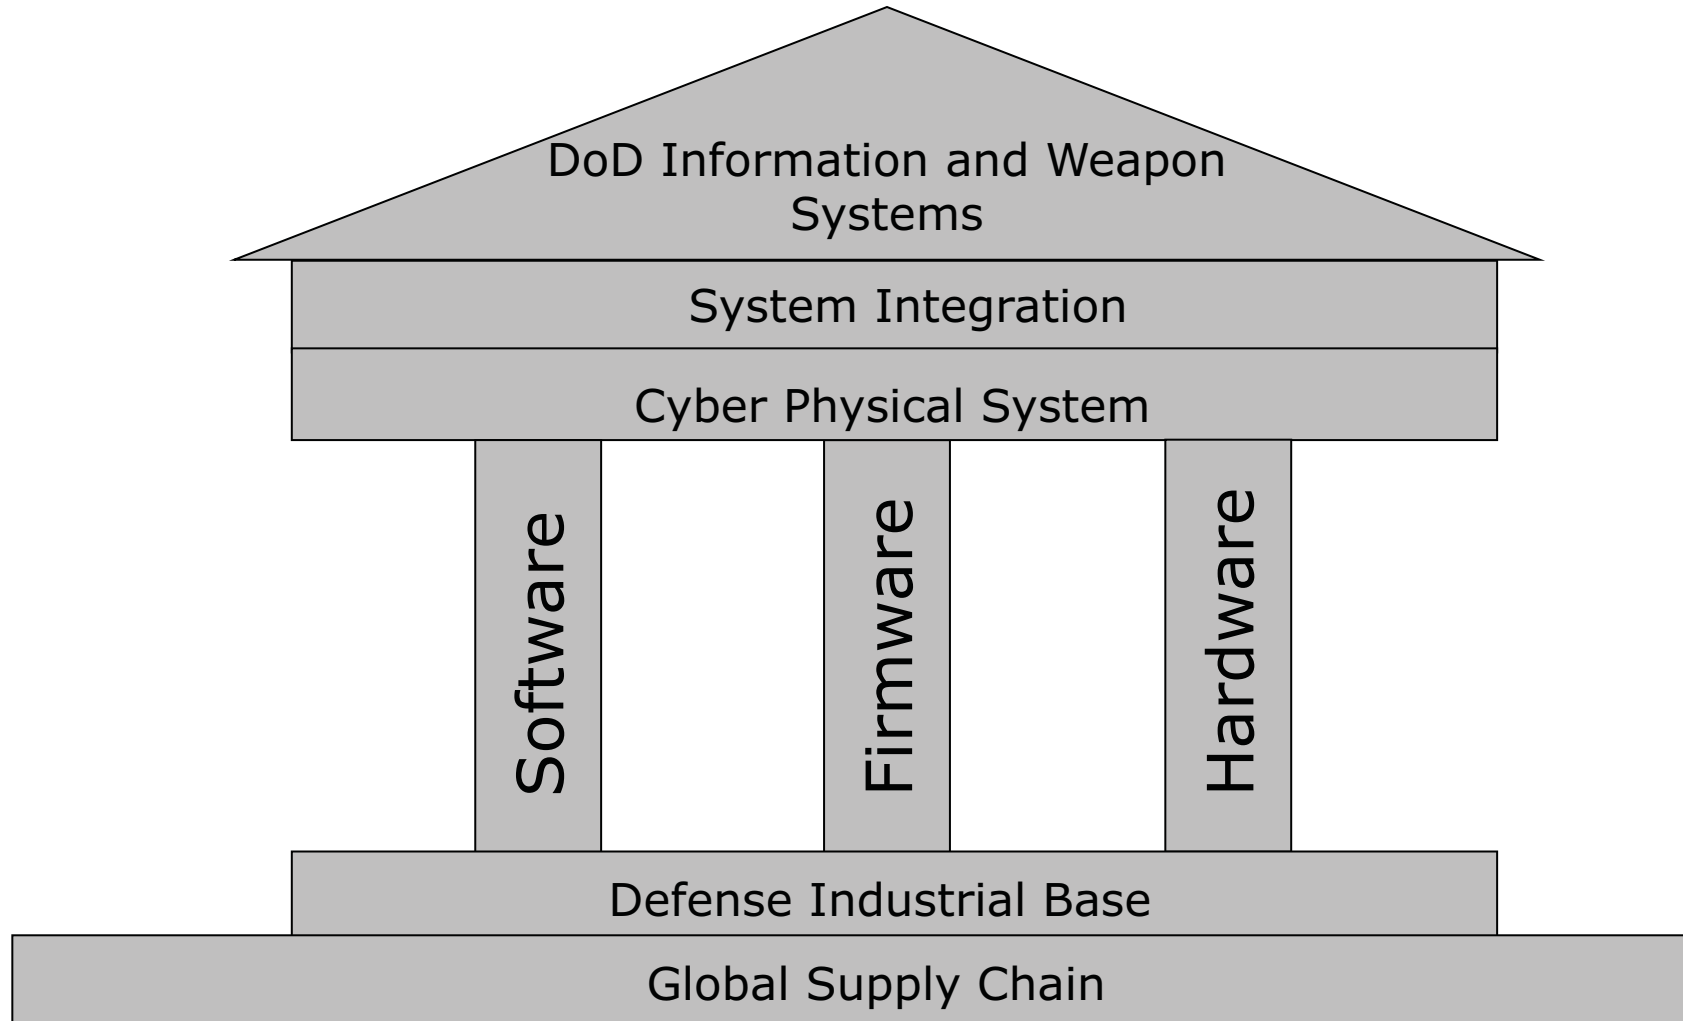 DoD Information and Weapon
Systems
System Integration
Cyber Physical System
Software
Firmware
Hardware
Defense Industrial Base
Global Supply Chain